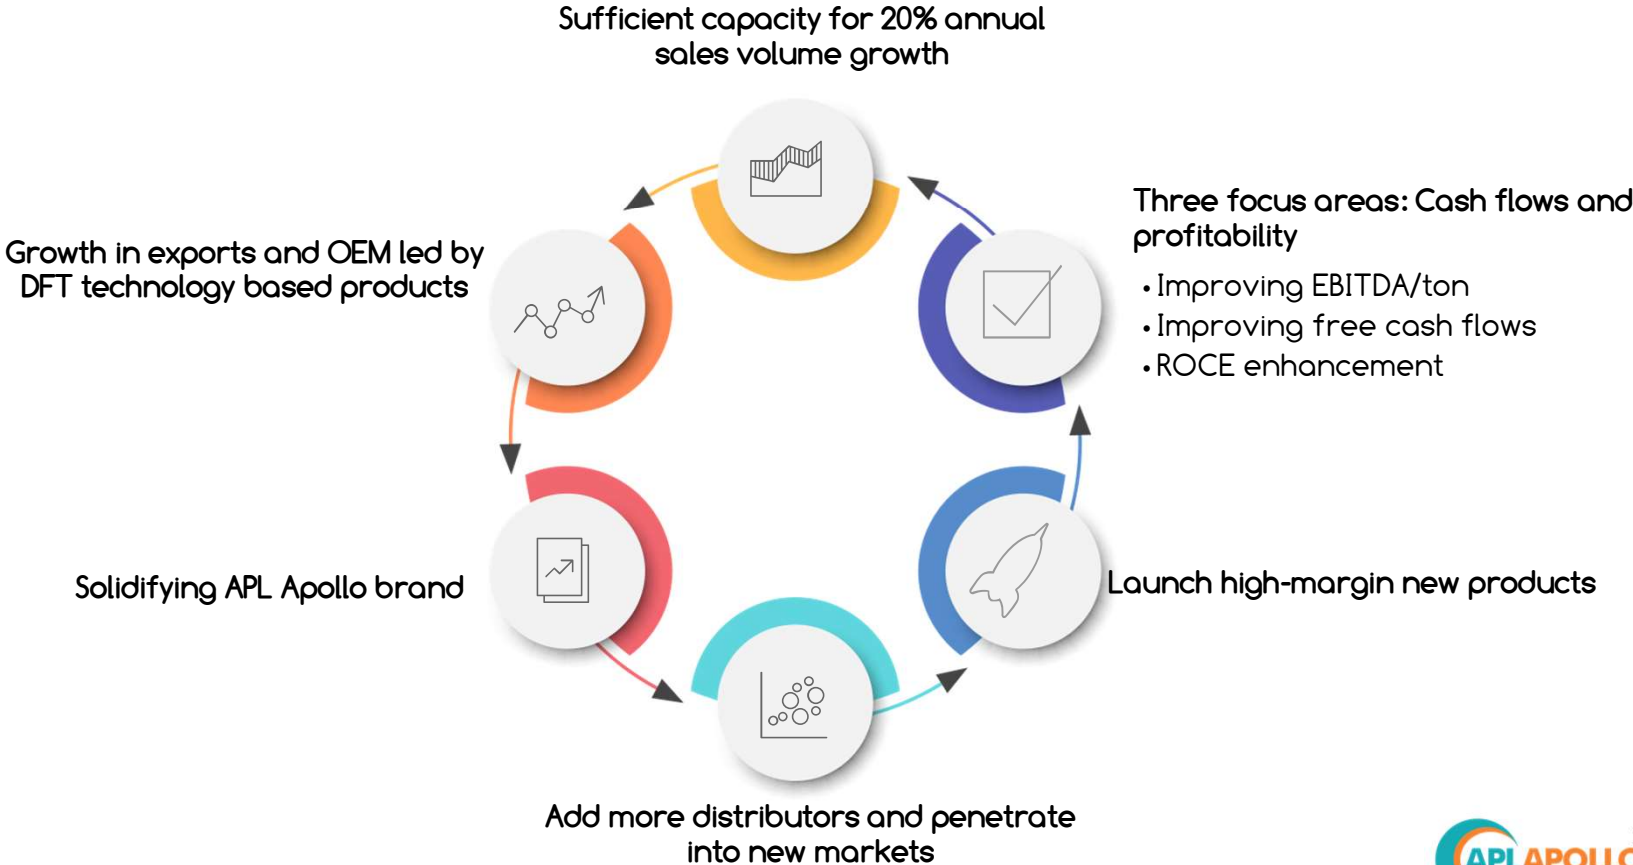 Sufficient capacity for 20% annual
sales volume growth
Three focus areas: Cash flows and
profitability
• Improving EBITDA/ton
• Improving free cash flows
• ROCE enhancement
Growth in exports and OEM led by
DFT technology based products
Solidifying APL Apollo brand
Launch high-margin new products
Add more distributors and penetrate
into new markets
APL APOLLO